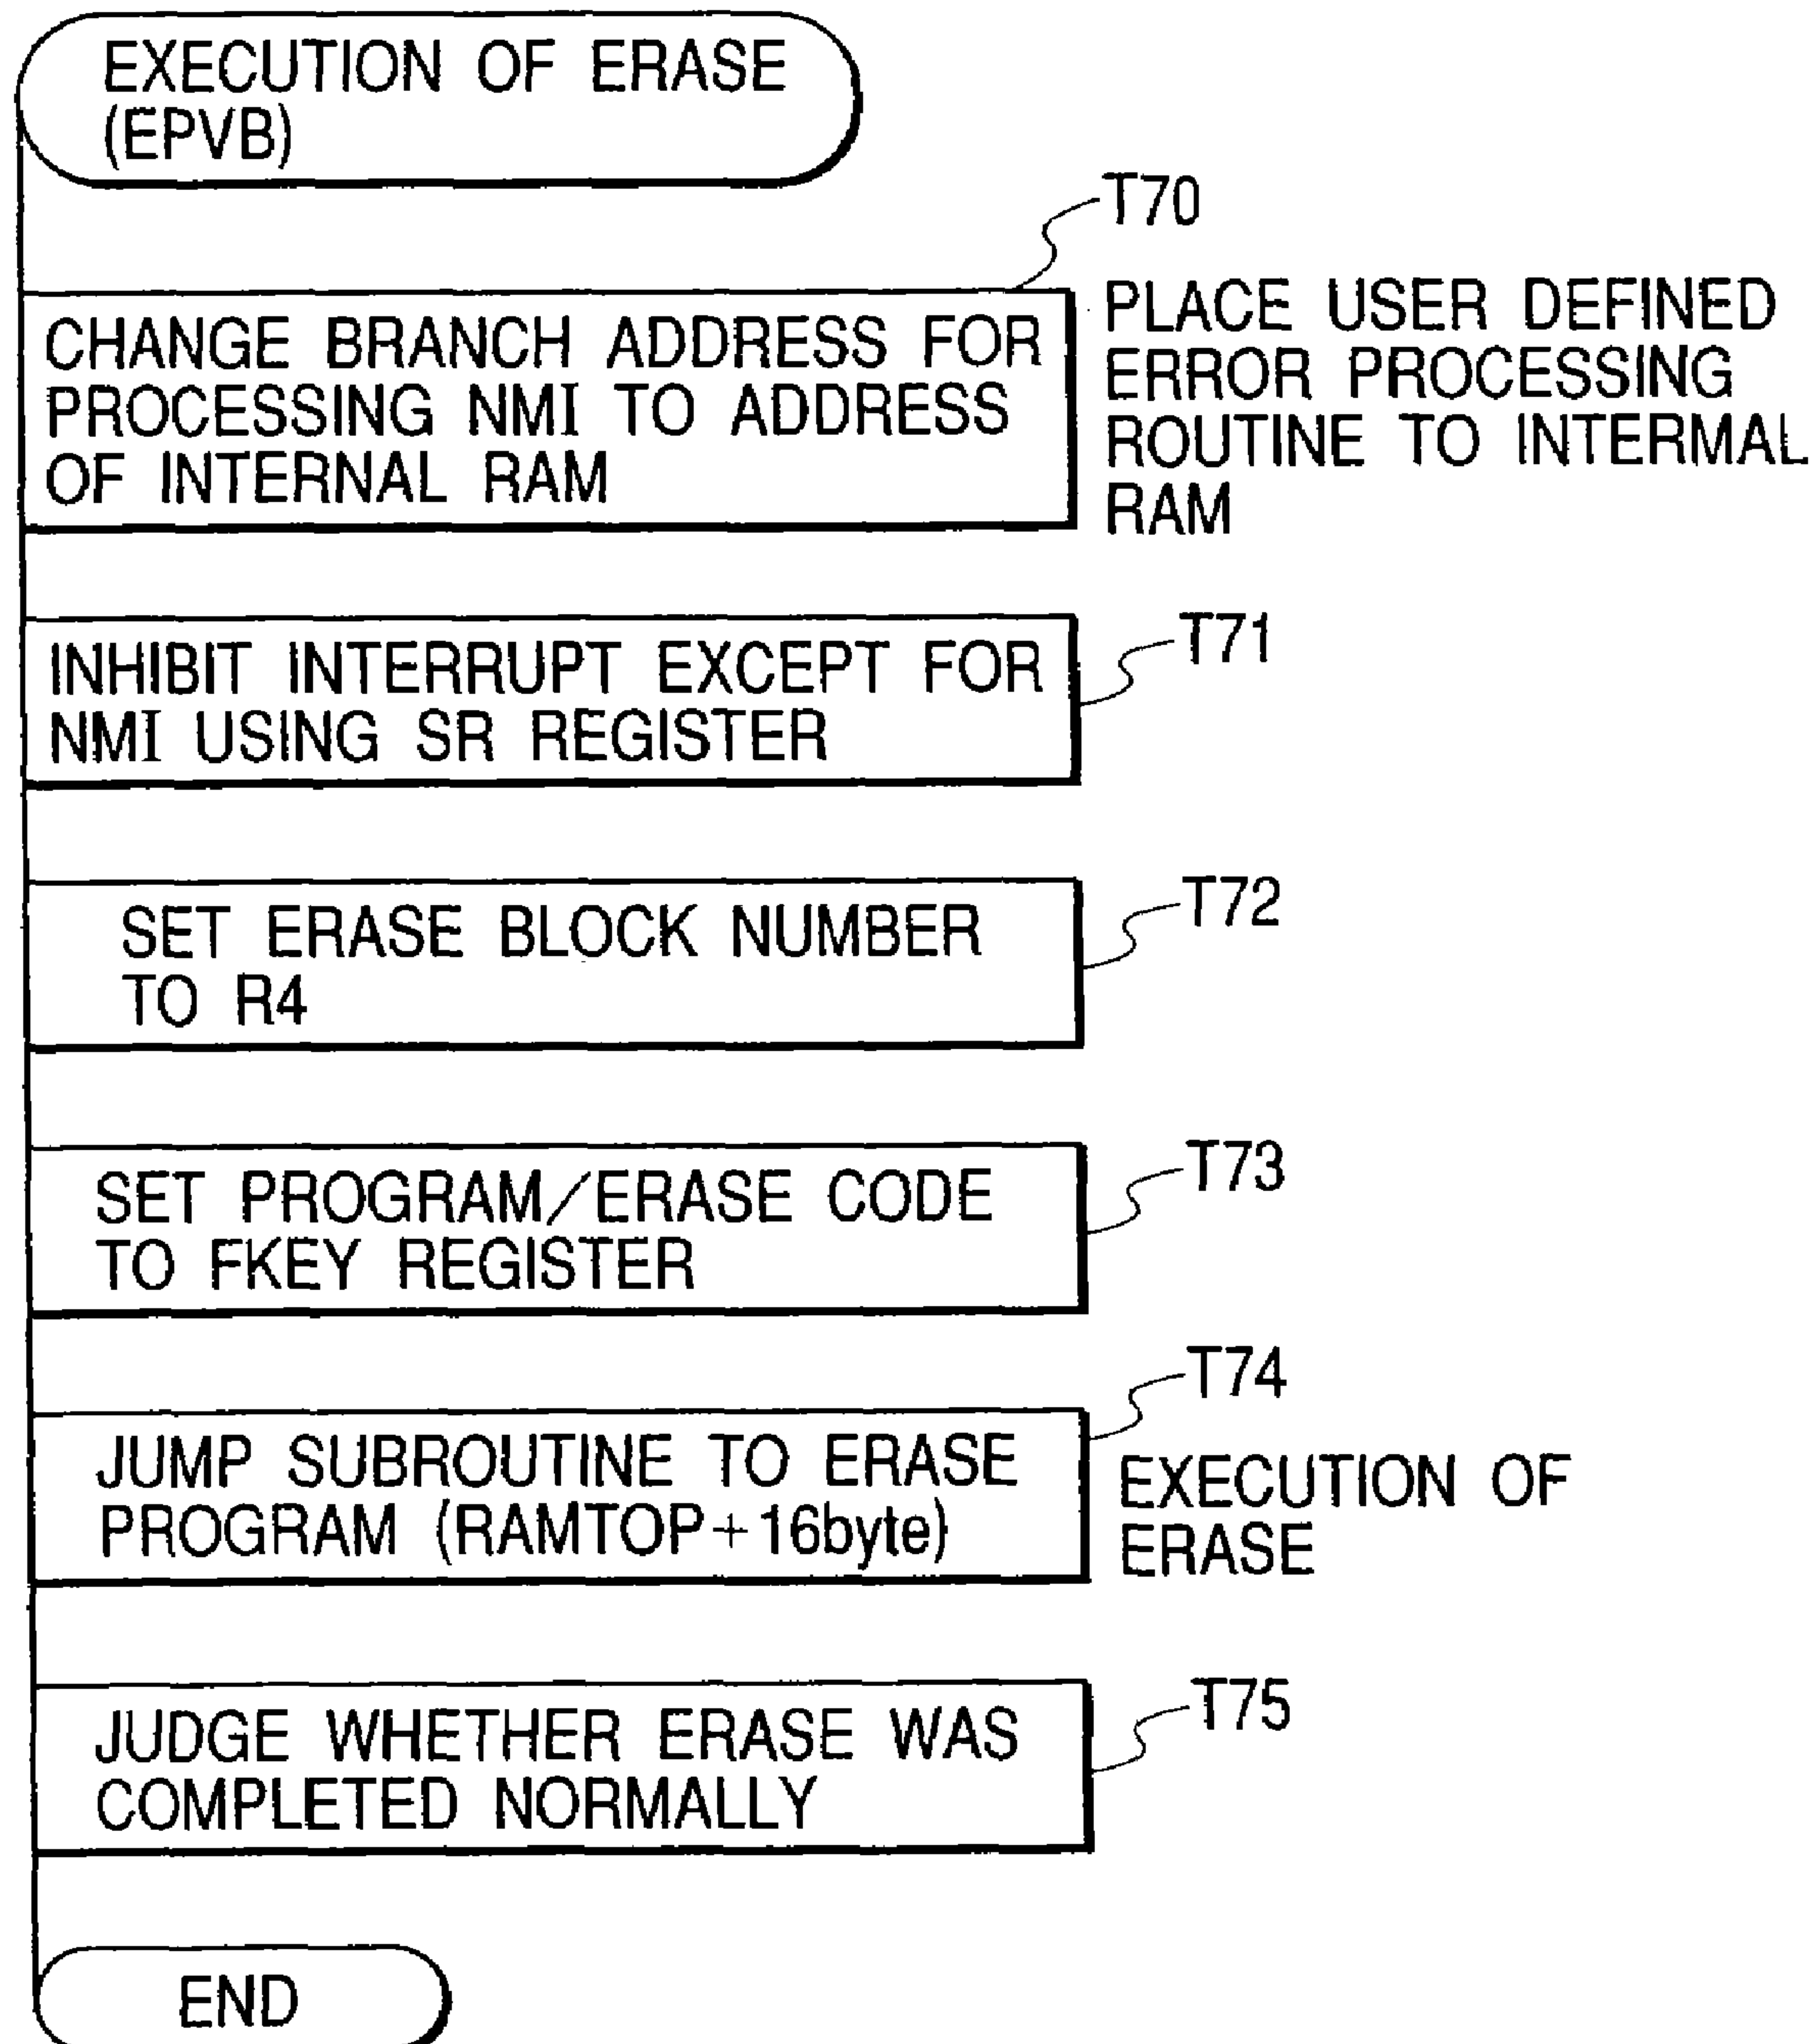 EXECUTION OF ERASE
(EPVB)
T70
CHANGE BRANCH ADDRESS FOR
PROCESSING NMI TO ADDRESS
OF INTERNAL RAM
PLACE USER DEFINED
ERROR PROCESSING
ROUTINE TO INTERMAL
RAM
T71
INHIBIT INTERRUPT EXCEPT FOR
NMI USING SR REGISTER
T72
SET ERASE BLOCK NUMBER
TO R4
T73
SET PROGRAM/ERASE CODE
TO FKEY REGISTER
T74
JUMP SUBROUTINE TO ERASE
PROGRAM (RAMTOP+16byte)
EXECUTION OF
ERASE
T75
JUDGE WHETHER ERASE WAS
COMPLETED NORMALLY
END